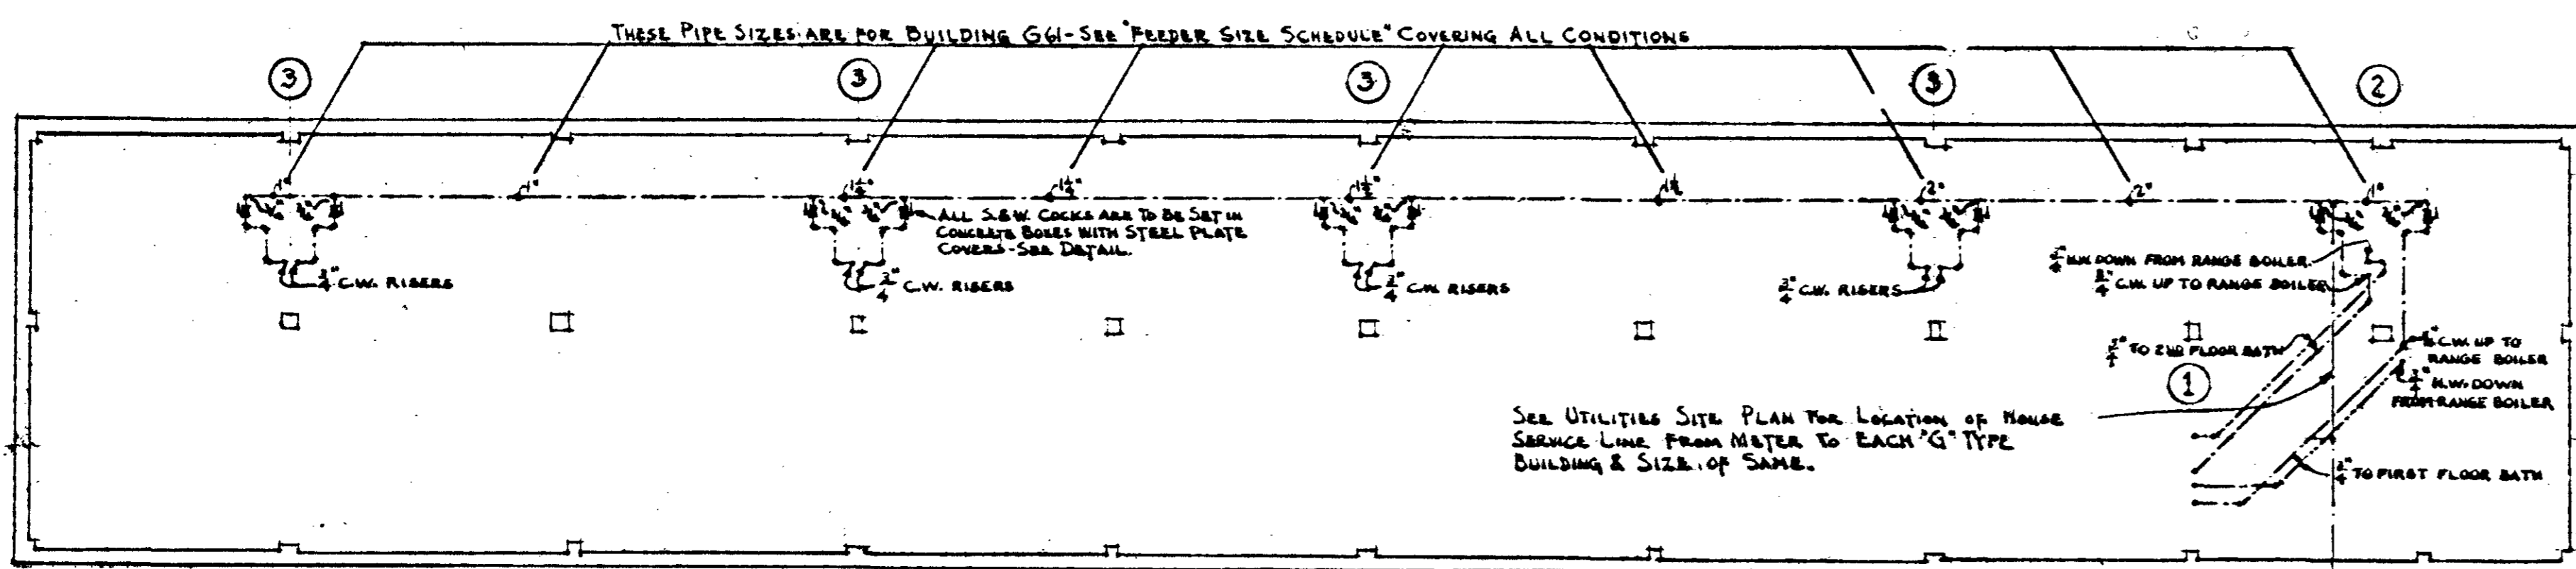 THESE PIPE SIZES ARE FOR BUILDING G61-SEE "FEEDER SIZE SCHEDULE" COVERING ALL CONDITIONS
3
3
3
3
2
1"
1"
1¼"
1¼"
1½"
1½
2"
2"
1"
ALL S.&W. COCKS ARE TO BE SET IN
CONCRETE BOXES WITH STEEL PLATE
COVERS-SEE DETAIL.
¾" C.W. RISERS
¾" C.W. RISERS
¾" C.W. RISERS
¾" C.W. RISERS
¾" H.W. DOWN FROM RANGE BOILER
¾" C.W. UP TO RANGE BOILER
¾" TO 2ND FLOOR BATH
¾" C.W. UP TO
RANGE BOILER
1
¾" H.W. DOWN
FROM RANGE BOILER
SEE UTILITIES SITE PLAN FOR LOCATION OF HOUSE
SERVICE LINE FROM METER TO EACH "G" TYPE
BUILDING & SIZE OF SAME.
¾" TO FIRST FLOOR BATH